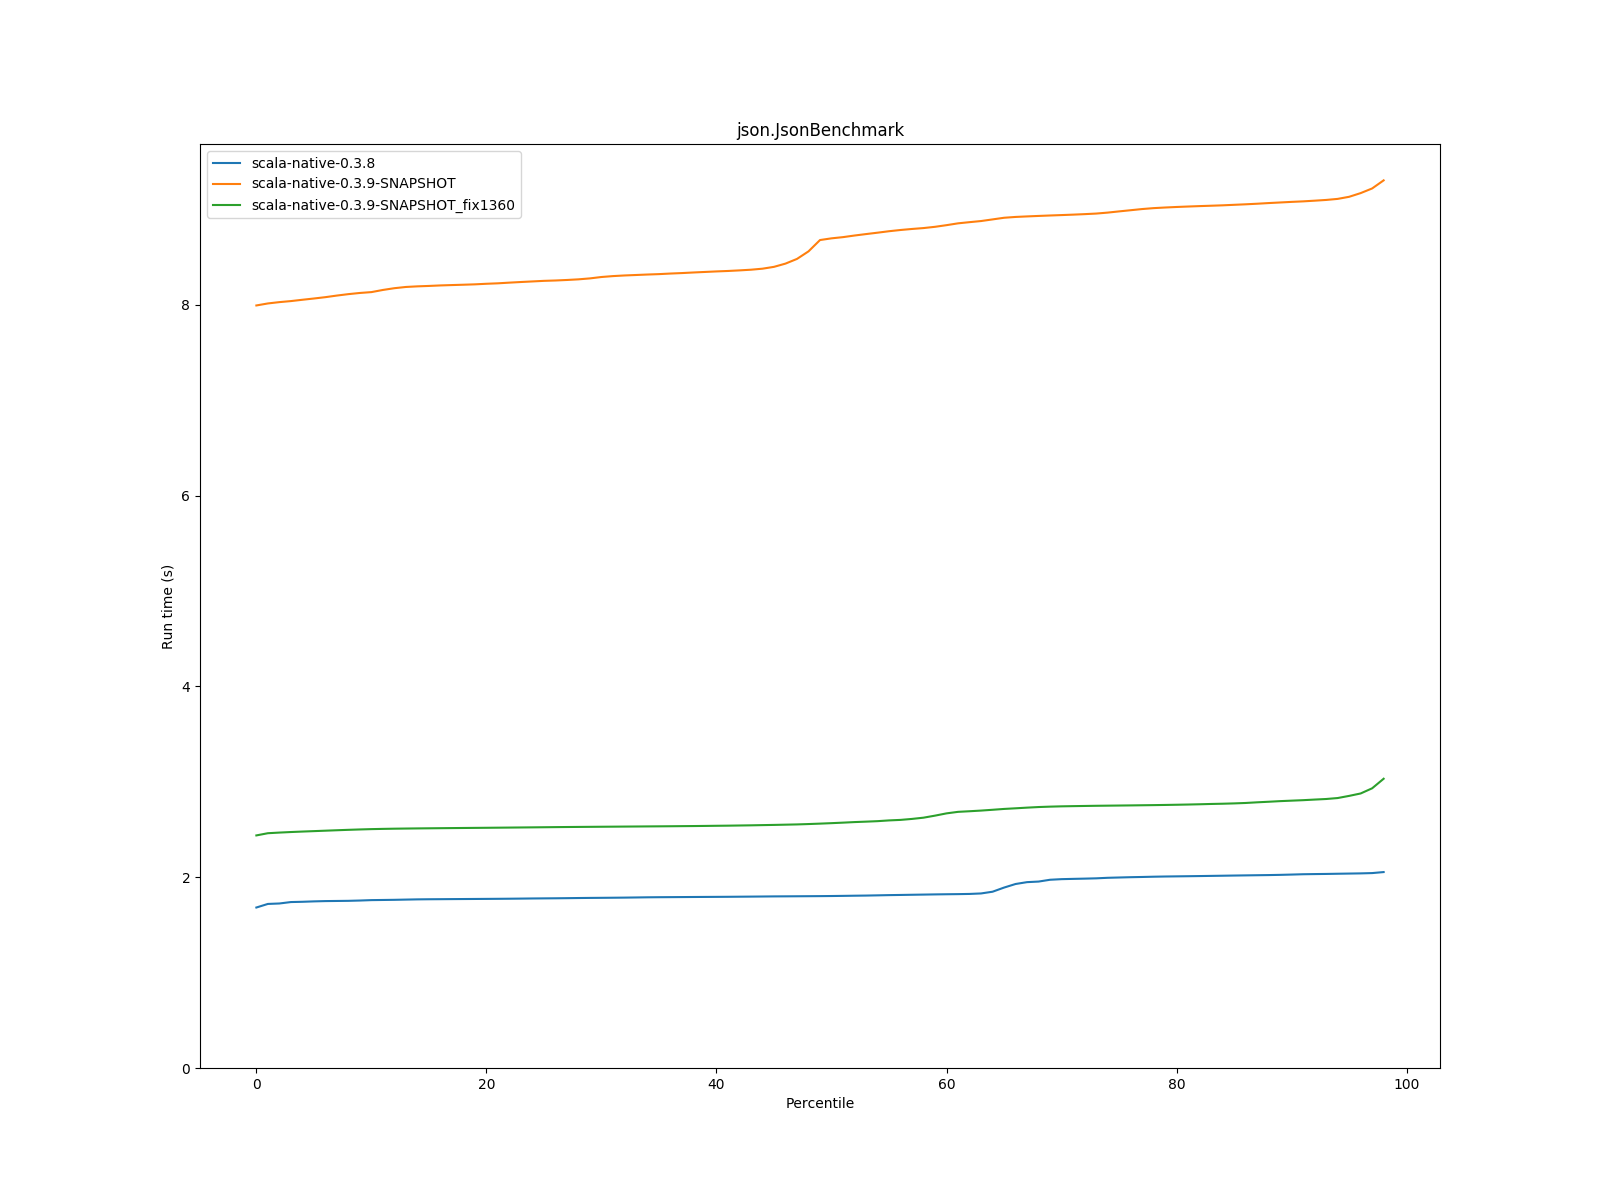 json.JsonBenchmark
scala-native-0.3.8
scala-native-0.3.9-SNAPSHOT
scala-native-0.3.9-SNAPSHOT_fix1360
8
6
4
2
0
Run time (s)
0 20 40 60 80 100
Percentile